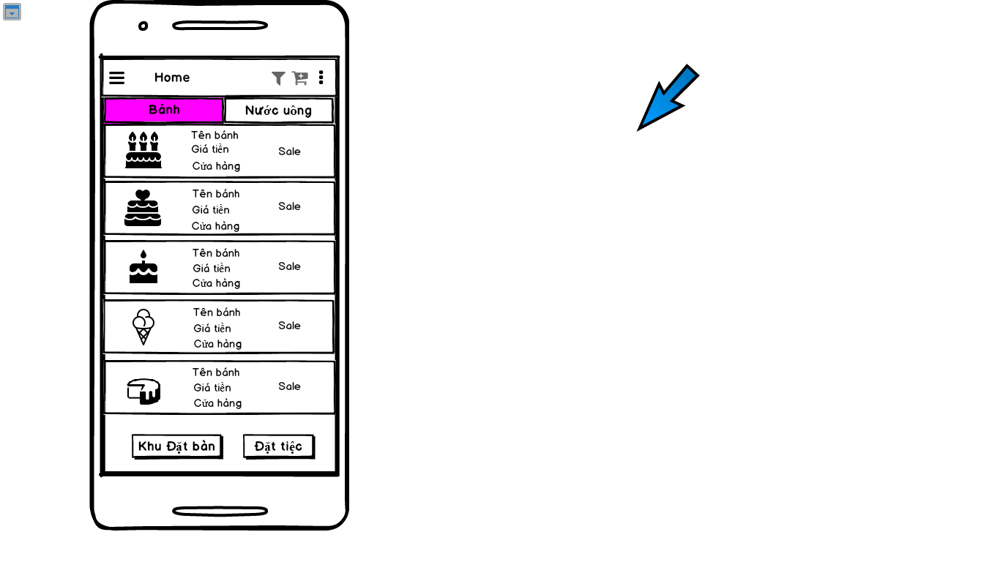 Home
Bánh
Nước uông
Tên bánh
Giá tiền
Sale
Cửa hàng
Tên bánh
Giá tiền
Sale
Cửa hàng
Tên bánh
Giá tiền
Sale
Cửa hàng
Tên bánh
Giá tiền
Sale
Cửa hàng
Tên bánh
Giá tiền
Sale
Cửa hàng
Khu Đặt bàn
Đặt tiệc